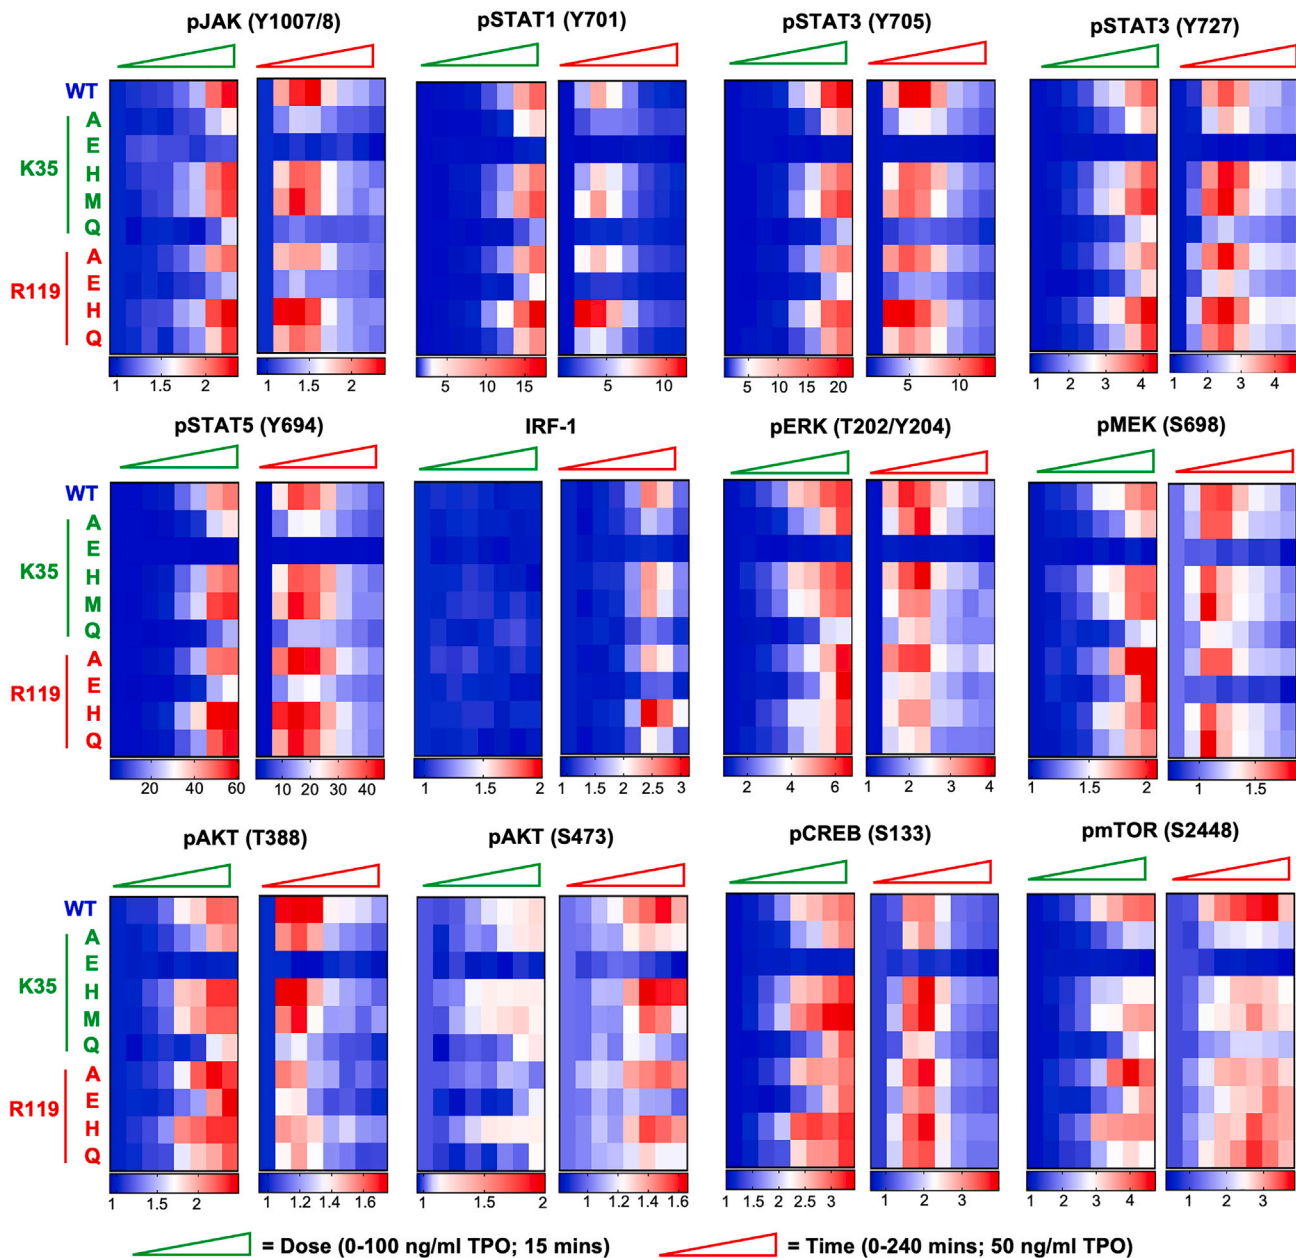 pJAK (Y1007/8) pSTAT1 (Y701) pSTAT3 (Y705) pSTAT3 (Y727)
WT
A
E
K35
H
M
Q
A
E
R119
H
Q
1 1.5 2 1.5 2 5 10 15 5 10 5 10 15 20 5 10 1 2 3 4 1 2 3 4
pSTAT5 (Y694) IRF-1 pERK (T202/Y204) pMEK (S698)
WT
A
E
K35
H
M
Q
A
E
R119
H
Q
20 40 60 10 20 30 40 1 1.5 2 1 1.5 2 2.5 3 2 4 6 1 2 3 4 1 1.5 2 1 1.5
pAKT (T388) pAKT (S473) pCREB (S133) pmTOR (S2448)
WT
A
E
K35
H
M
Q
A
E
R119
H
Q
1 1.5 2 1 1.2 1.4 1.6 1.5 2 1 1.2 1.4 1.6 1 1.5 2 2.5 3 1 2 3 1 2 3 4 1 2 3
= Dose (0-100 ng/ml TPO; 15 mins) = Time (0-240 mins; 50 ng/ml TPO)